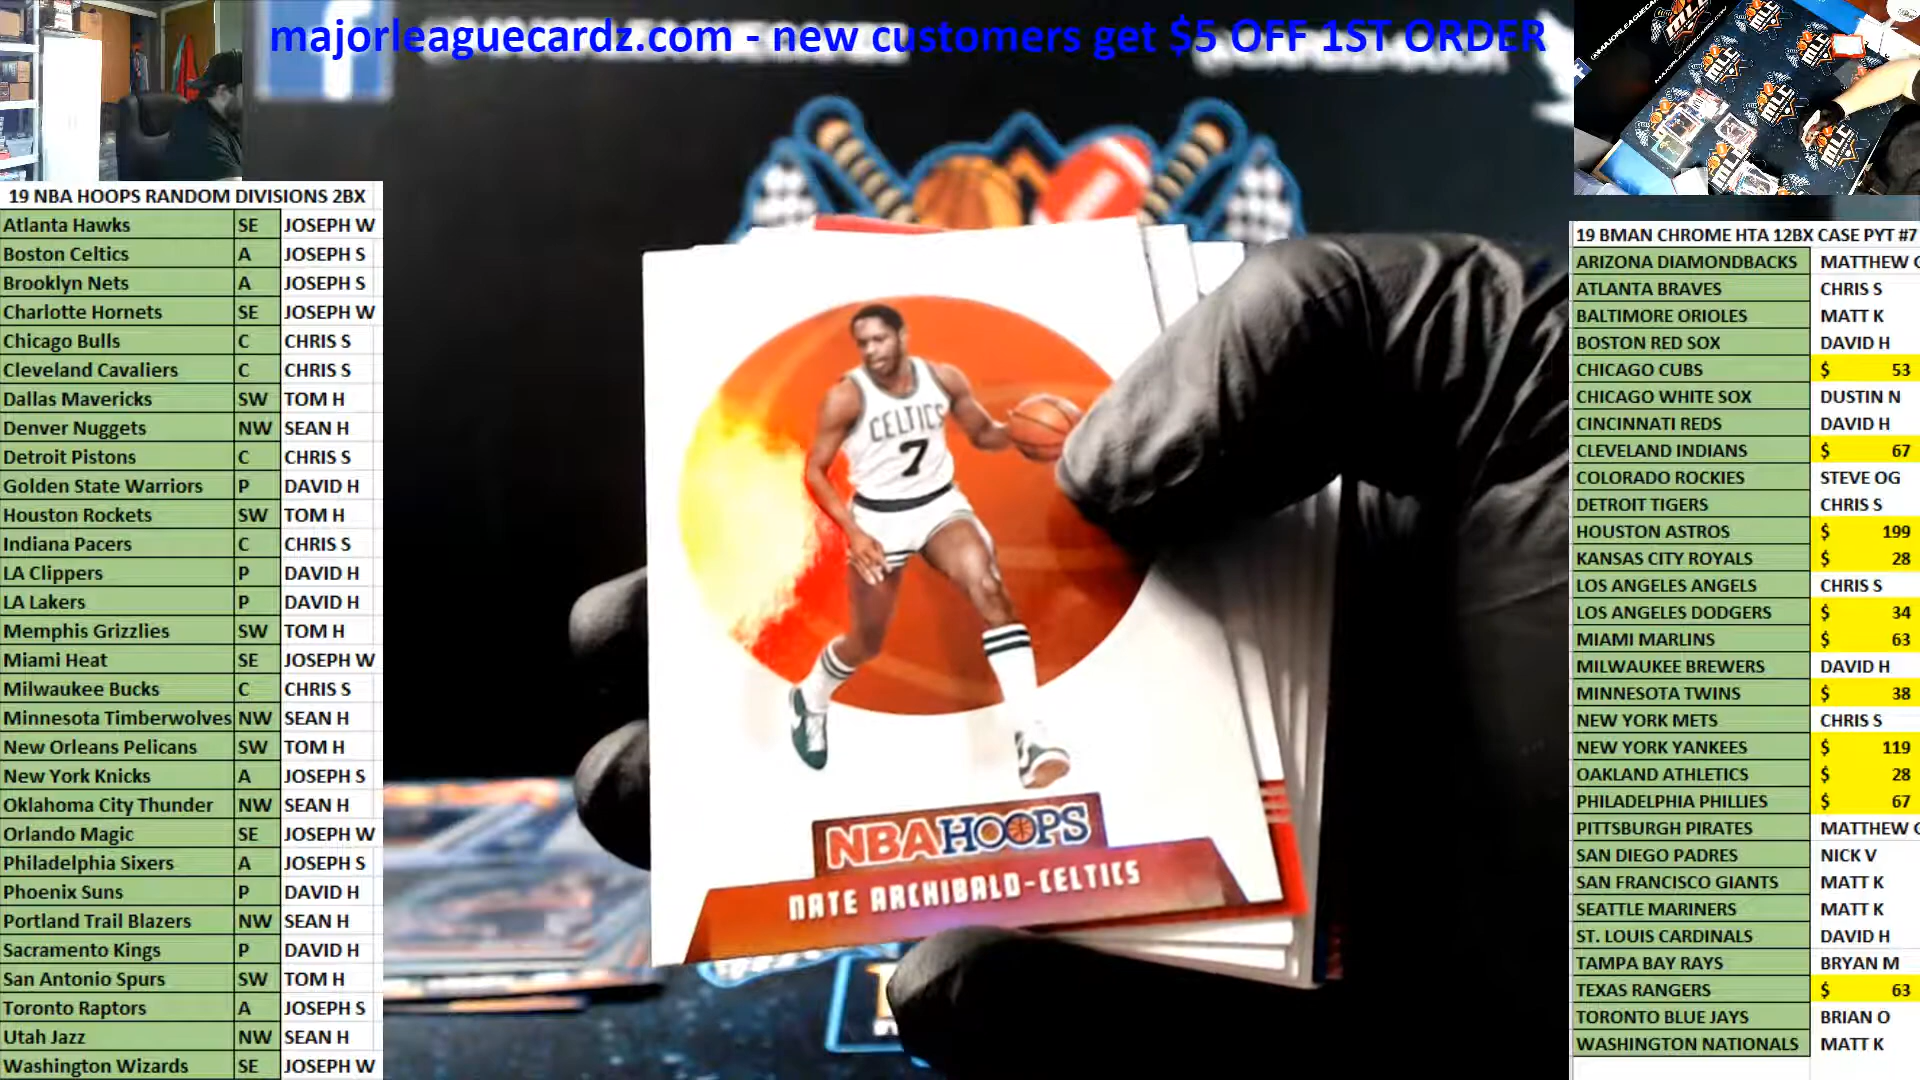 majorleaguecardz.com - new customers get $5 OFF 1ST ORDER
19 NBA HOOPS RANDOM DIVISIONS 2BX
Atlanta Hawks SE JOSEPH W
Boston Celtics A JOSEPH S
Brooklyn Nets A JOSEPH S
Charlotte Hornets SE JOSEPH W
Chicago Bulls C CHRIS S
Cleveland Cavaliers C CHRIS S
Dallas Mavericks SW TOM H
Denver Nuggets NW SEAN H
Detroit Pistons C CHRIS S
Golden State Warriors P DAVID H
Houston Rockets SW TOM H
Indiana Pacers C CHRIS S
LA Clippers P DAVID H
LA Lakers P DAVID H
Memphis Grizzlies SW TOM H
Miami Heat SE JOSEPH W
Milwaukee Bucks C CHRIS S
Minnesota Timberwolves NW SEAN H
New Orleans Pelicans SW TOM H
New York Knicks A JOSEPH S
Oklahoma City Thunder NW SEAN H
Orlando Magic SE JOSEPH W
Philadelphia Sixers A JOSEPH S
Phoenix Suns P DAVID H
Portland Trail Blazers NW SEAN H
Sacramento Kings P DAVID H
San Antonio Spurs SW TOM H
Toronto Raptors A JOSEPH S
Utah Jazz NW SEAN H
Washington Wizards SE JOSEPH W
CELTICS
7
NBA HOOPS
NATE ARCHIBALD-CELTICS
MLC
MLC
MLC
MLC
19 BMAN CHROME HTA 12BX CASE PYT #7
ARIZONA DIAMONDBACKS MATTHEW
ATLANTA BRAVES CHRIS S
BALTIMORE ORIOLES MATT K
BOSTON RED SOX DAVID H
CHICAGO CUBS $ 53
CHICAGO WHITE SOX DUSTIN N
CINCINNATI REDS DAVID H
CLEVELAND INDIANS $ 67
COLORADO ROCKIES STEVE OG
DETROIT TIGERS CHRIS S
HOUSTON ASTROS $ 199
KANSAS CITY ROYALS $ 28
LOS ANGELES ANGELS CHRIS S
LOS ANGELES DODGERS $ 34
MIAMI MARLINS $ 63
MILWAUKEE BREWERS DAVID H
MINNESOTA TWINS $ 38
NEW YORK METS CHRIS S
NEW YORK YANKEES $ 119
OAKLAND ATHLETICS $ 28
PHILADELPHIA PHILLIES $ 67
PITTSBURGH PIRATES MATTHEW
SAN DIEGO PADRES NICK V
SAN FRANCISCO GIANTS MATT K
SEATTLE MARINERS MATT K
ST. LOUIS CARDINALS DAVID H
TAMPA BAY RAYS BRYAN M
TEXAS RANGERS $ 63
TORONTO BLUE JAYS BRIAN O
WASHINGTON NATIONALS MATT K